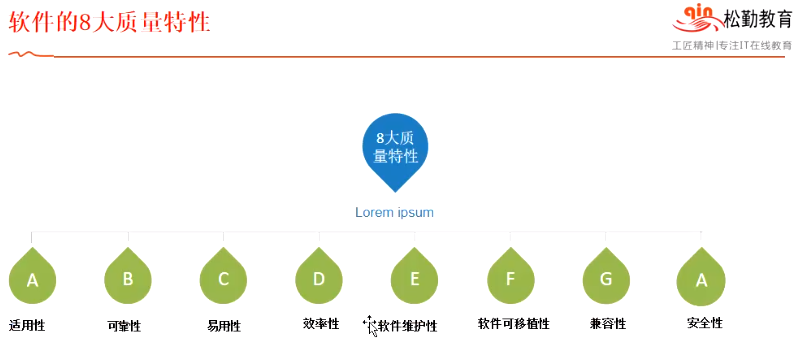 软件的8大质量特性
qin
松勤教育
工匠精神|专注IT在线教育
8大质
量特性
Lorem ipsum
A B C D E F G A
适用性 可靠性 易用性 效率性 软件维护性 软件可移植性 兼容性 安全性